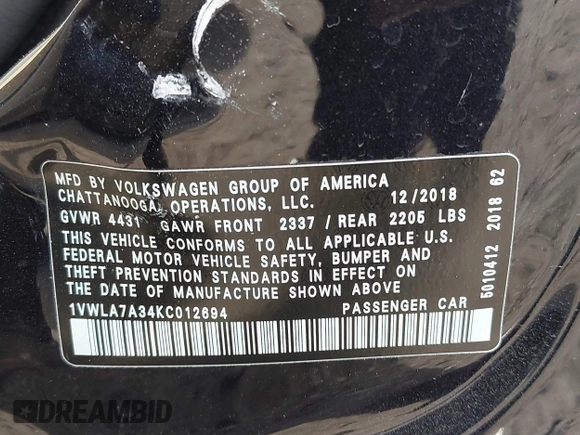 MFD BY VOLKSWAGEN GROUP OF AMERICA
CHATTANOOGA OPERATIONS, LLC. 12/2018
GVWR 4431 GAWR FRONT 2337 / REAR 2205 LBS
THIS VEHICLE CONFORMS TO ALL APPLICABLE U.S.
FEDERAL MOTOR VEHICLE SAFETY, BUMPER AND
THEFT PREVENTION STANDARDS IN EFFECT ON
THE DATE OF MANUFACTURE SHOWN ABOVE
1VWLA7A34KC012694 PASSENGER CAR
5010412 2018 62
DREAMBID